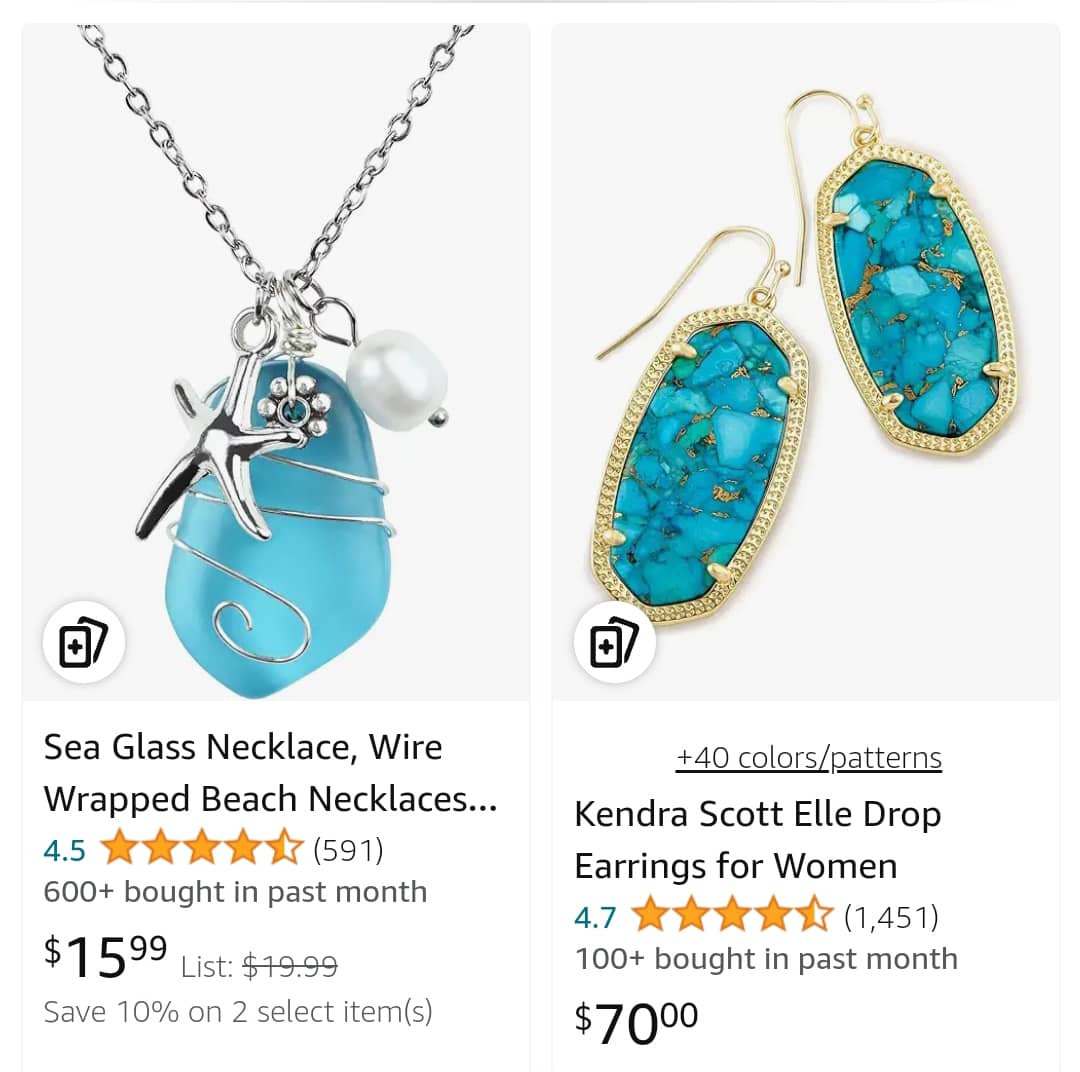 Sea Glass Necklace, Wire
Wrapped Beach Necklaces...
4.5 (591)
600+ bought in past month
$15.99 List: $19.99
Save 10% on 2 select item(s)
+40 colors/patterns
Kendra Scott Elle Drop
Earrings for Women
4.7 (1,451)
100+ bought in past month
$70.00